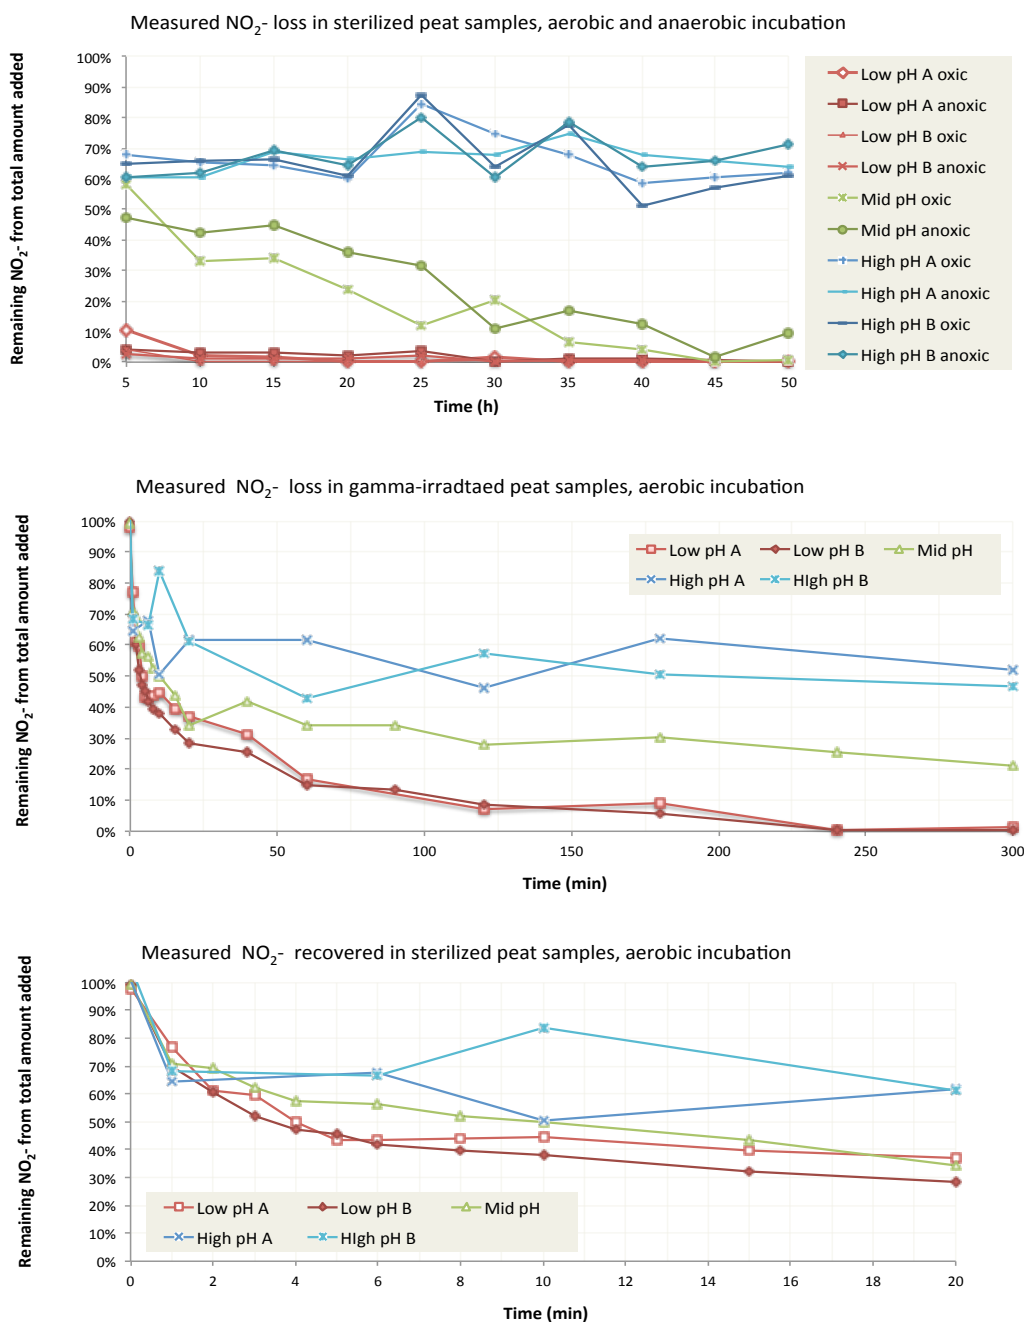 Measured NO2- loss in sterilized peat samples, aerobic and anaerobic incubation
Remaining NO2- from total amount added
100%
90%
80%
70%
60%
50%
40%
30%
20%
10%
0%
5 10 15 20 25 30 35 40 45 50
Time (h)
Low pH A oxic
Low pH A anoxic
Low pH B oxic
Low pH B anoxic
Mid pH oxic
Mid pH anoxic
High pH A oxic
High pH A anoxic
High pH B oxic
High pH B anoxic
Measured NO2- loss in gamma-irradtaed peat samples, aerobic incubation
Remaining NO2- from total amount added
100%
90%
80%
70%
60%
50%
40%
30%
20%
10%
0%
Low pH A Low pH B Mid pH
High pH A HIgh pH B
0 50 100 150 200 250 300
Time (min)
Measured NO2- recovered in sterilized peat samples, aerobic incubation
Remaining NO2- from total amount added
100%
90%
80%
70%
60%
50%
40%
30%
20%
10%
0%
Low pH A Low pH B Mid pH
High pH A HIgh pH B
0 2 4 6 8 10 12 14 16 18 20
Time (min)